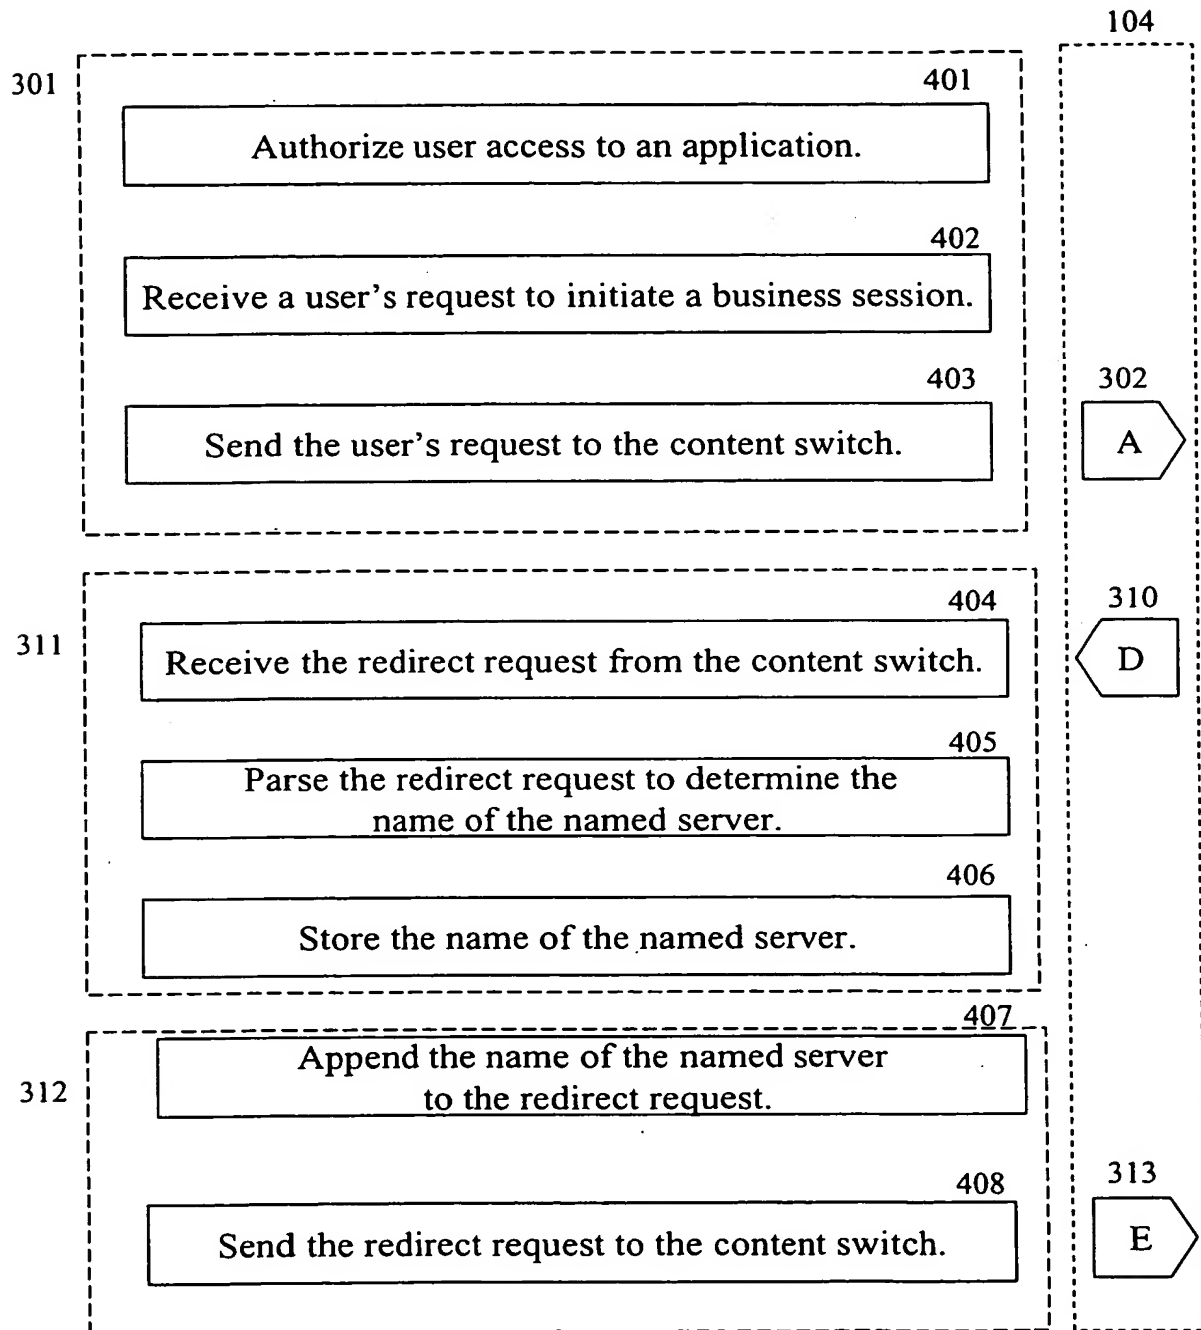 104
301
401
Authorize user access to an application.
402
Receive a user's request to initiate a business session.
403
302
Send the user's request to the content switch.
A
404
310
311
Receive the redirect request from the content switch.
D
405
Parse the redirect request to determine the
name of the named server.
406
Store the name of the named server.
407
Append the name of the named server
to the redirect request.
312
408
313
Send the redirect request to the content switch.
E